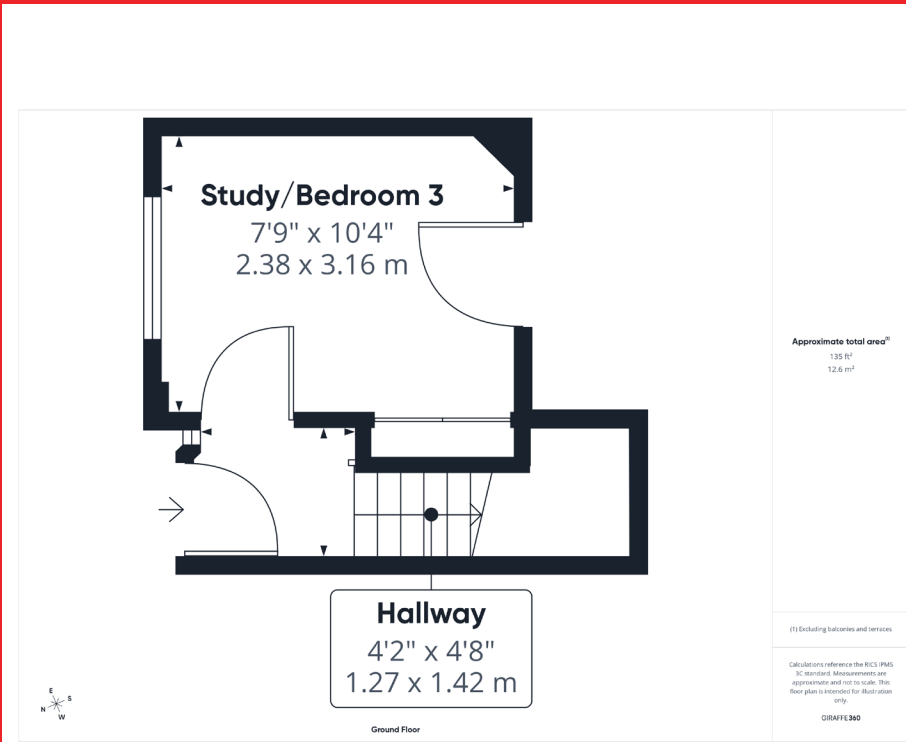 Study/Bedroom 3
7'9" x 10'4"
2.38 x 3.16 m
Hallway
4'2" x 4'8"
1.27 x 1.42 m
Ground Floor
E
S
N
W
Approximate total area(1)
135 ft²
12.6 m²
(1) Excluding balconies and terraces
Calculations reference the RICS IPMS
3C standard. Measurements are
approximate and not to scale. This
floor plan is intended for illustration
only.
GIRAFFE360